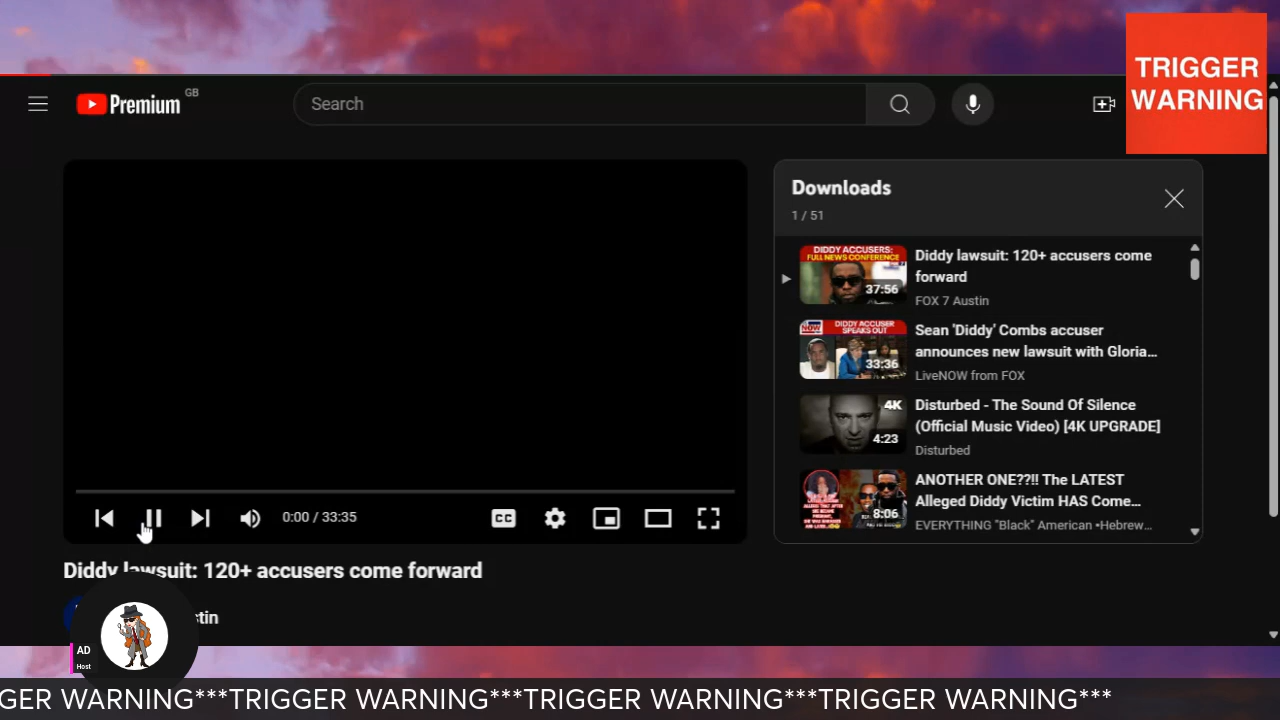 TRIGGER
WARNING
Premium
GB
Search
Downloads
1 / 51
DIDDY ACCUSERS:
FULL NEWS CONFERENCE
37:56
Diddy lawsuit: 120+ accusers come
forward
FOX 7 Austin
NOW
DIDDY ACCUSER
SPEAKS OUT
33:36
Sean 'Diddy' Combs accuser
announces new lawsuit with Gloria...
LiveNOW from FOX
4K
4:23
Disturbed - The Sound Of Silence
(Official Music Video) [4K UPGRADE]
Disturbed
8:06
ANOTHER ONE??!! The LATEST
Alleged Diddy Victim HAS Come...
EVERYTHING "Black" American •Hebrew...
0:00 / 33:35
CC
Diddy lawsuit: 120+ accusers come forward
stin
AD
Host
GER WARNING***TRIGGER WARNING***TRIGGER WARNING***TRIGGER WARNING***